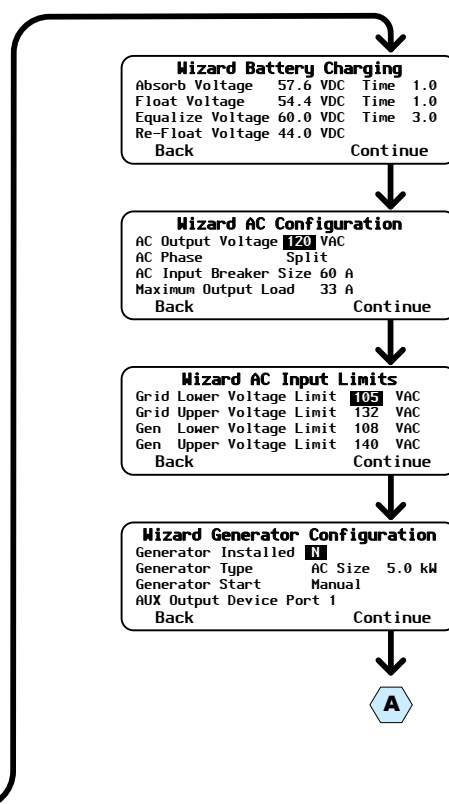 Wizard Battery Charging
Absorb Voltage 57.6 VDC Time 1.0
Float Voltage 54.4 VDC Time 1.0
Equalize Voltage 60.0 VDC Time 3.0
Re-Float Voltage 44.0 VDC
Back Continue
Wizard AC Configuration
AC Output Voltage 120 VAC
AC Phase Split
AC Input Breaker Size 60 A
Maximum Output Load 33 A
Back Continue
Wizard AC Input Limits
Grid Lower Voltage Limit 105 VAC
Grid Upper Voltage Limit 132 VAC
Gen Lower Voltage Limit 108 VAC
Gen Upper Voltage Limit 140 VAC
Back Continue
Wizard Generator Configuration
Generator Installed N
Generator Type AC Size 5.0 kW
Generator Start Manual
AUX Output Device Port 1
Back Continue
A